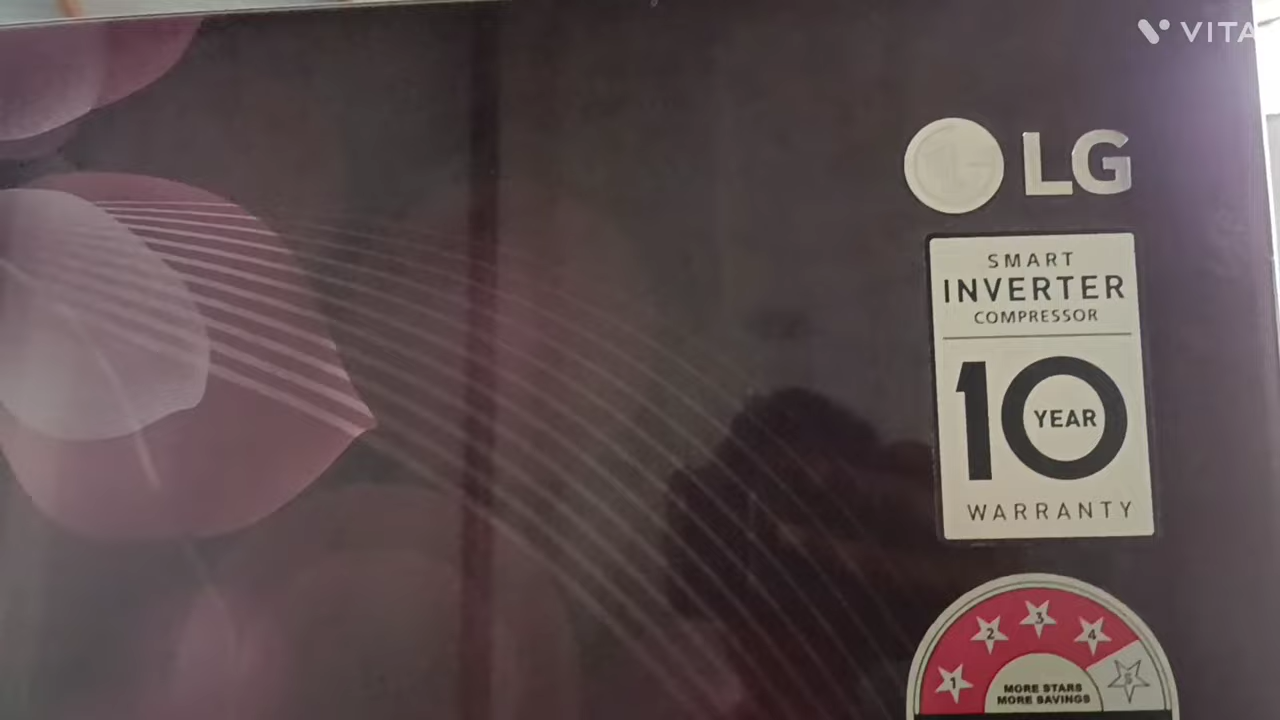 VITA
LG
SMART
INVERTER
COMPRESSOR
10
YEAR
WARRANTY
1 2 3 4 5
MORE STARS
MORE SAVINGS